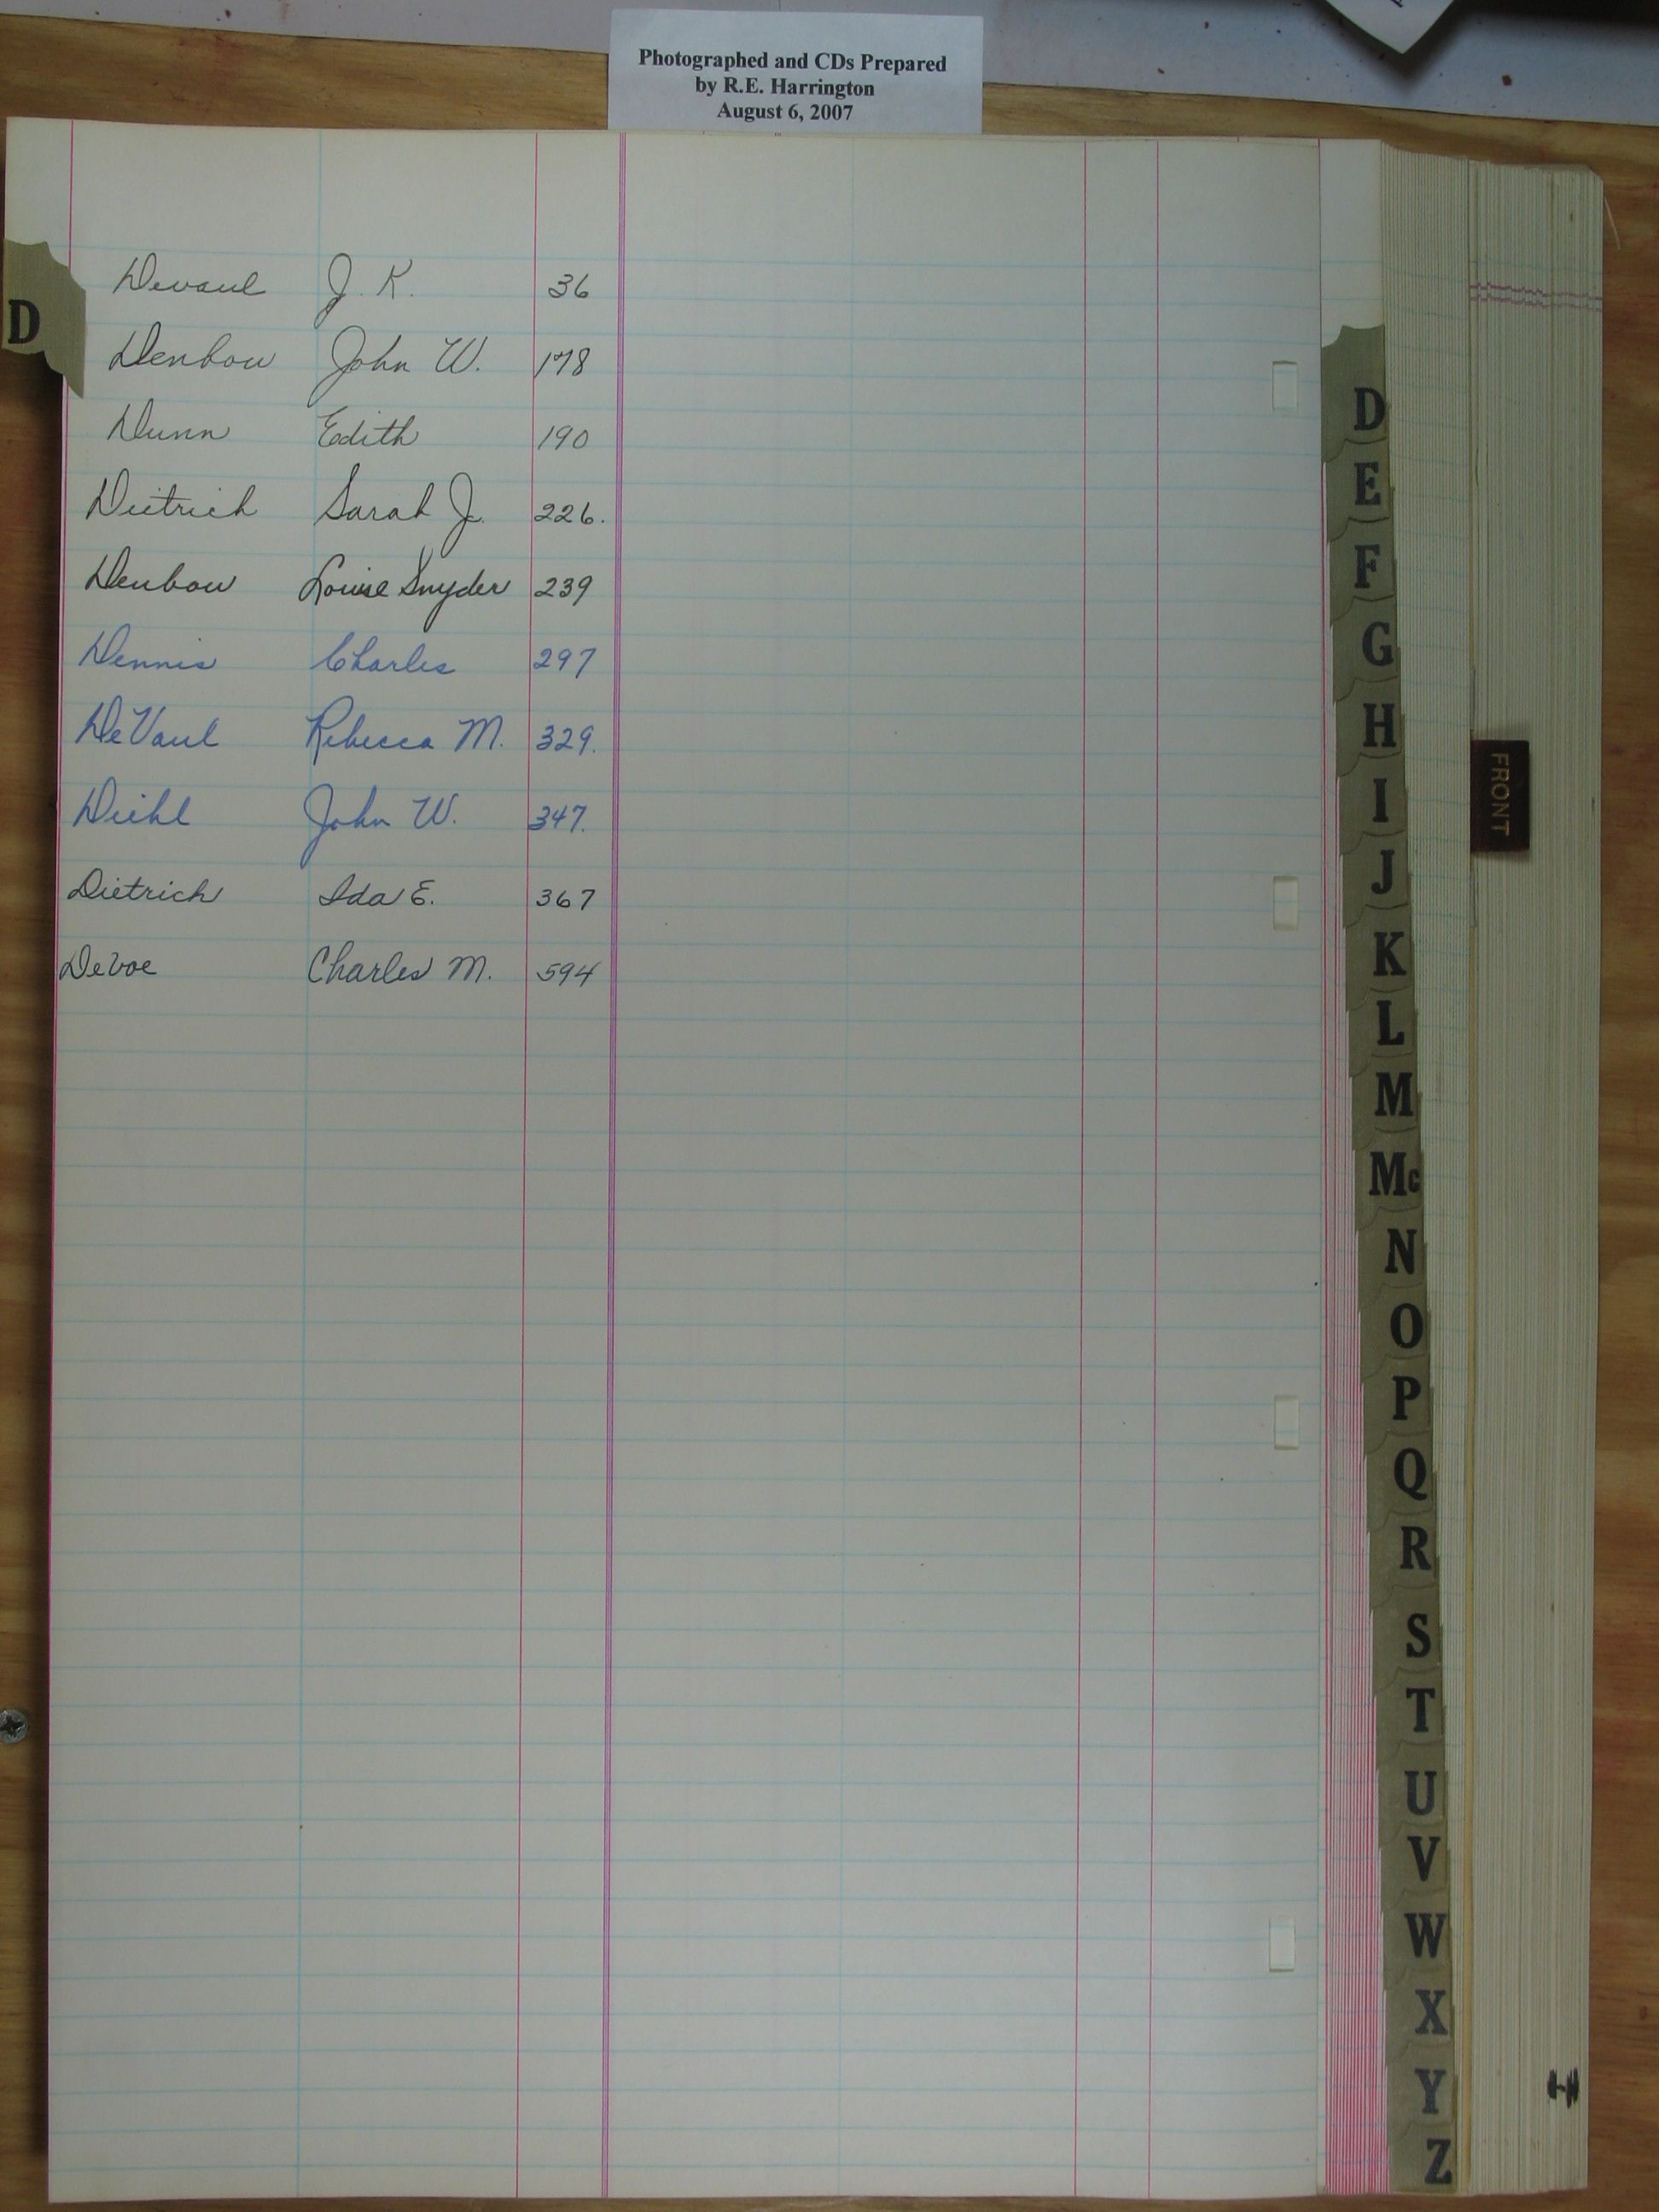 Photographed and CDs Prepared
by R.E. Harrington
August 6, 2007
D
Devaul J. K. 36
Denbow John W. 178
Dunn Edith 190
Dietrich Sarah J. 226.
Denbow Louise Snyder 239
Dennis Charles 297
DeVaul Rebecca M. 329.
Diehl John W. 347.
Dietrich Ida E. 367
DeVoe Charles M. 594
D
E
F
G
H
I
J
K
L
M
Mc
N
O
P
Q
R
S
T
U
V
W
X
Y
Z
FRONT